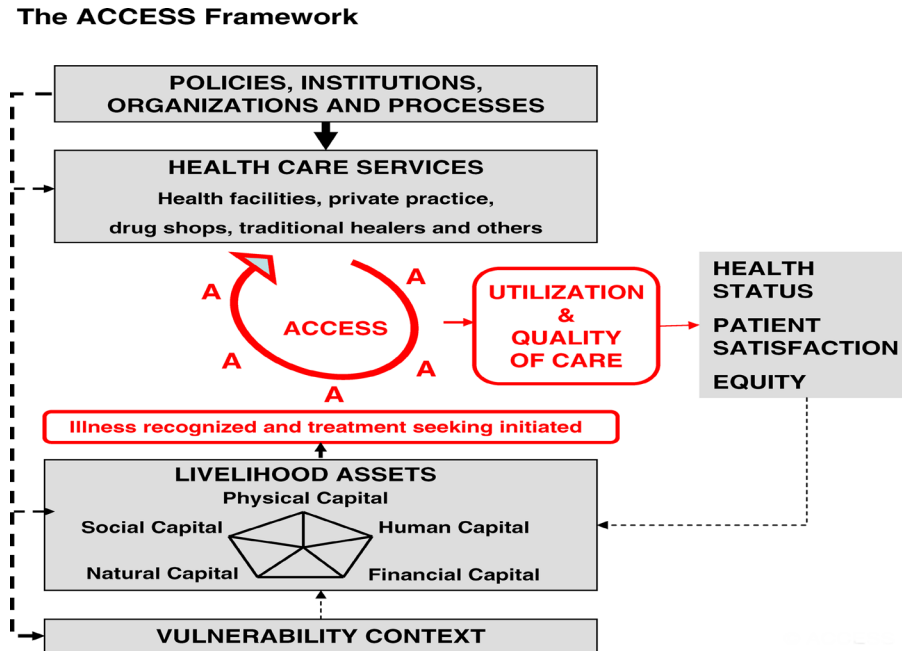 The ACCESS Framework
POLICIES, INSTITUTIONS,
ORGANIZATIONS AND PROCESSES
HEALTH CARE SERVICES
Health facilities, private practice,
drug shops, traditional healers and others
A
A
ACCESS
A
A
A
UTILIZATION
&
QUALITY
OF CARE
HEALTH
STATUS
PATIENT
SATISFACTION
EQUITY
Illness recognized and treatment seeking initiated
LIVELIHOOD ASSETS
Physical Capital
Social Capital
Human Capital
Natural Capital
Financial Capital
VULNERABILITY CONTEXT